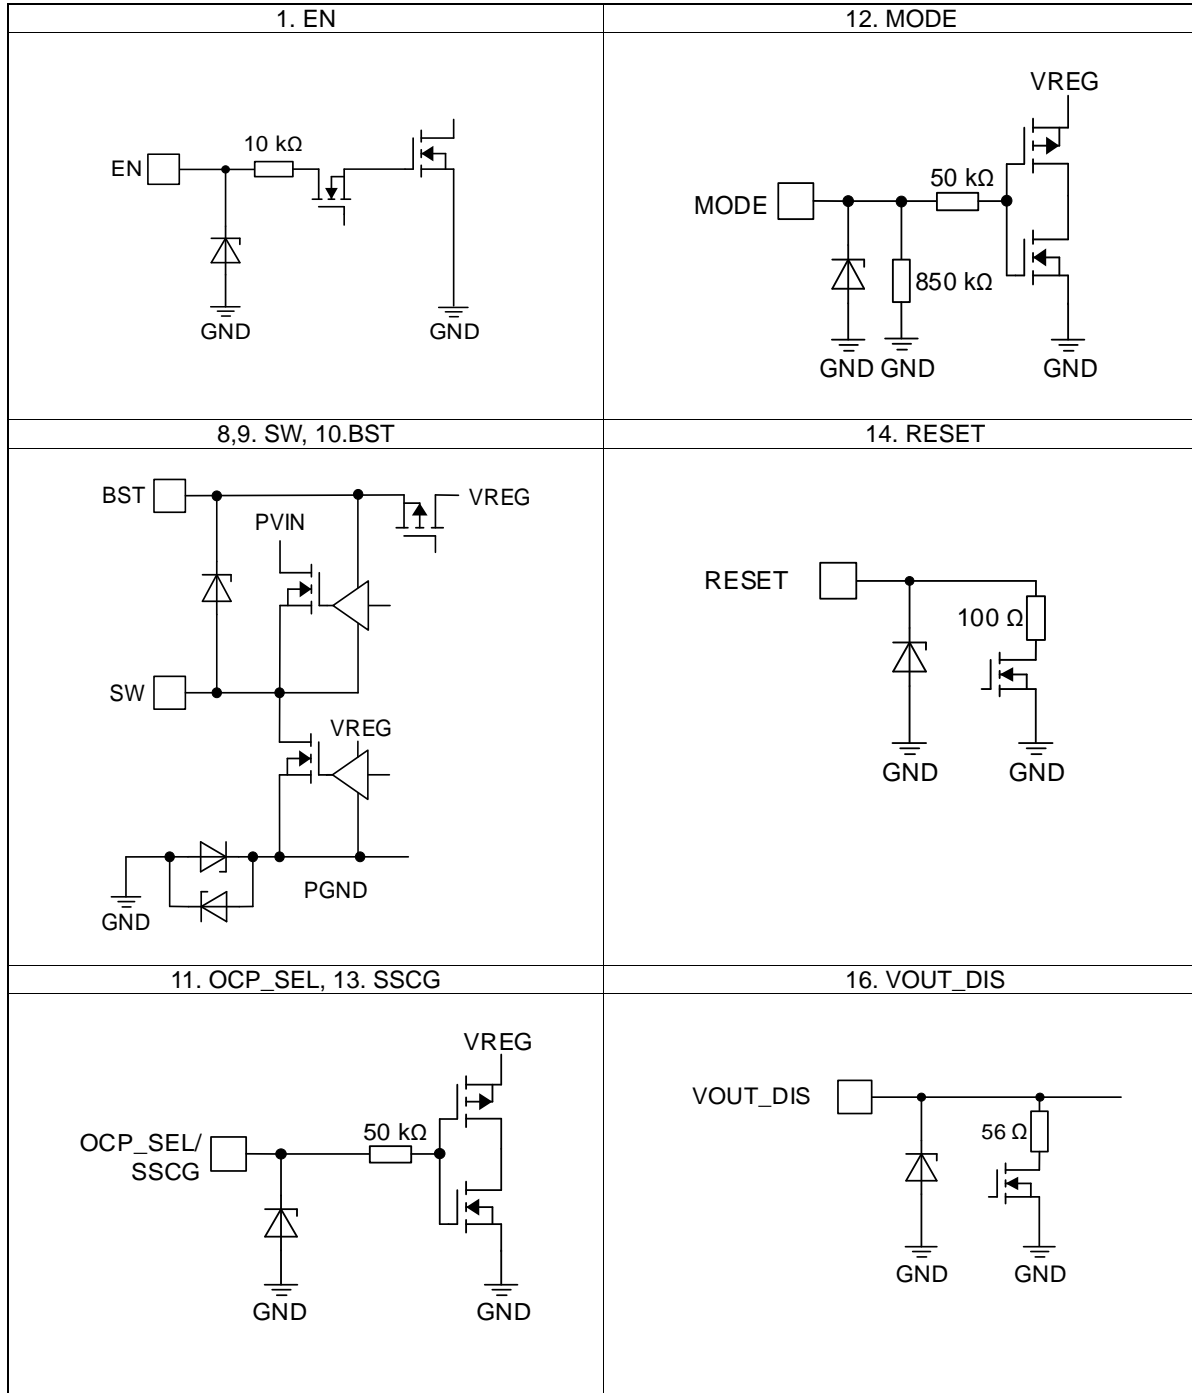 1. EN
12. MODE
EN
10 kΩ
GND
GND
VREG
MODE
50 kΩ
850 kΩ
GND
GND
GND
8,9. SW, 10.BST
14. RESET
BST
PVIN
VREG
SW
VREG
PGND
GND
RESET
100 Ω
GND
GND
11. OCP_SEL, 13. SSCG
16. VOUT_DIS
VREG
OCP_SEL/
SSCG
50 kΩ
GND
GND
VOUT_DIS
56 Ω
GND
GND